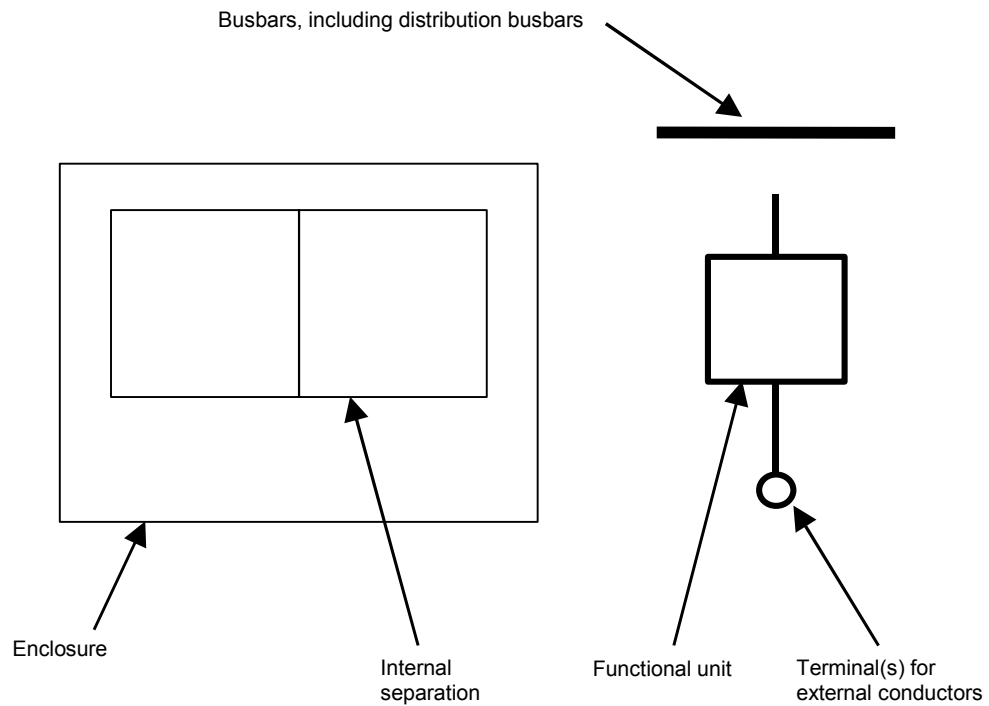 Busbars, including distribution busbars
Enclosure
Internal
separation
Functional unit
Terminal(s) for
external conductors